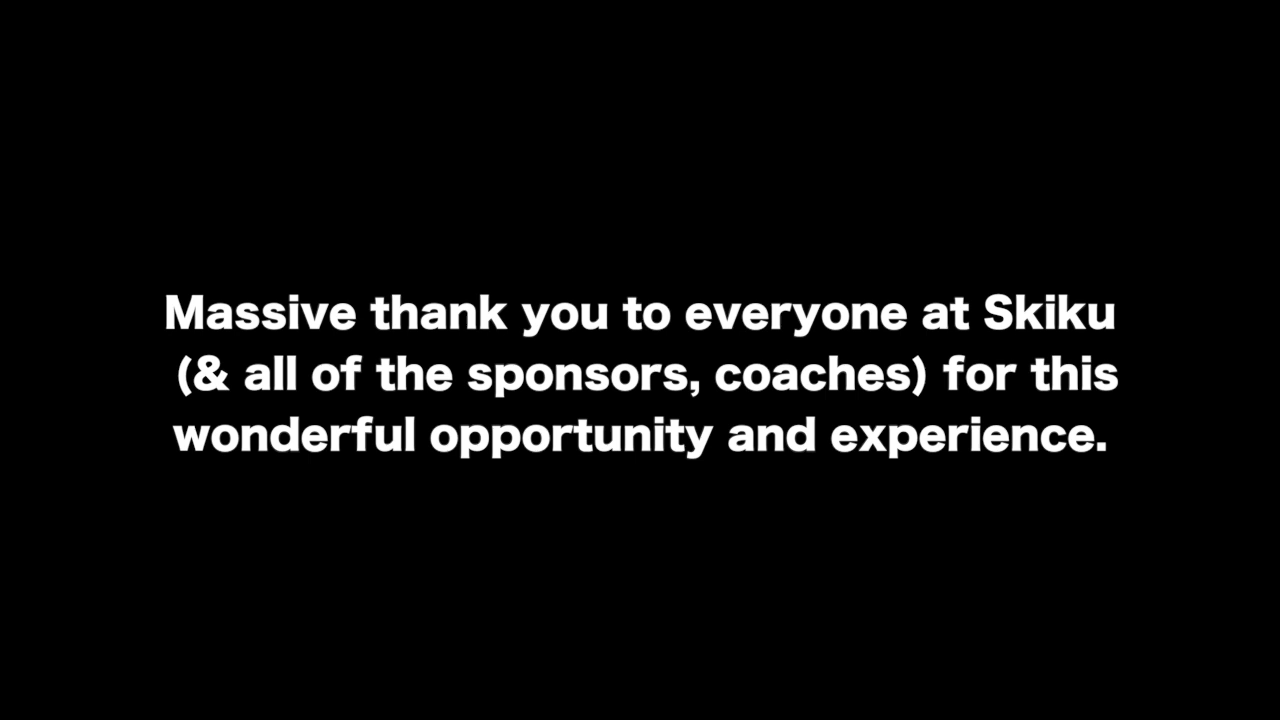 Massive thank you to everyone at Skiku
(& all of the sponsors, coaches) for this
wonderful opportunity and experience.